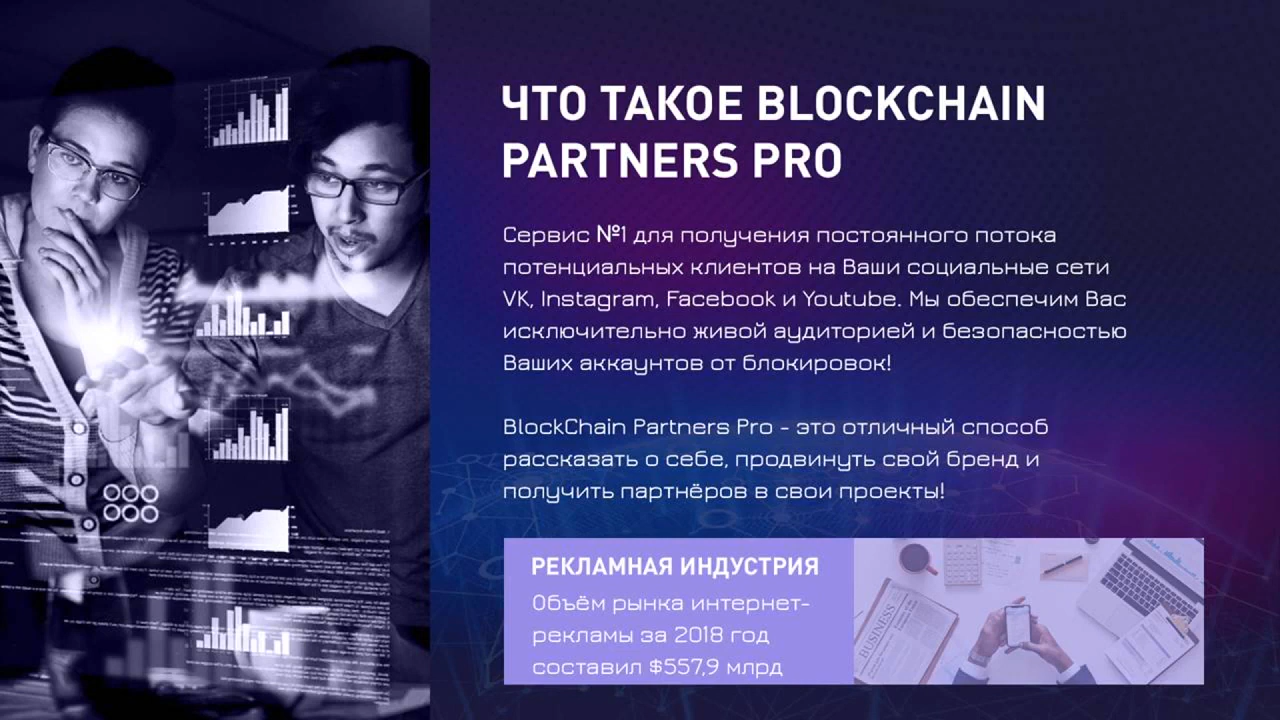 ЧТО ТАКОЕ BLOCKCHAIN
PARTNERS PRO
Сервис №1 для получения постоянного потока
потенциальных клиентов на Ваши социальные сети
VK, Instagram, Facebook и Youtube. Мы обеспечим Вас
исключительно живой аудиторией и безопасностью
Ваших аккаунтов от блокировок!
BlockChain Partners Pro - это отличный способ
рассказать о себе, продвинуть свой бренд и
получить партнёров в свои проекты!
РЕКЛАМНАЯ ИНДУСТРИЯ
Объём рынка интернет-
рекламы за 2018 год
составил $557,9 млрд
BUSINESS